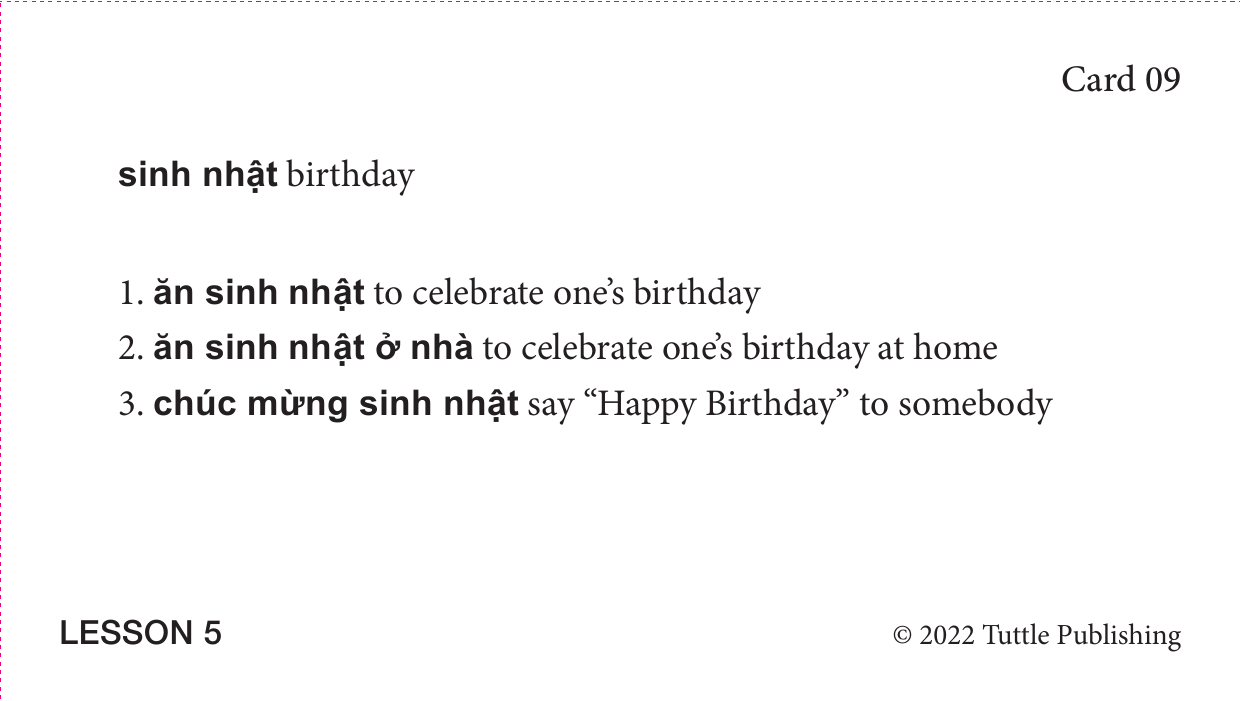 Card 09
sinh nhật birthday
1. ăn sinh nhật to celebrate one’s birthday
2. ăn sinh nhật ở nhà to celebrate one’s birthday at home
3. chúc mừng sinh nhật say “Happy Birthday” to somebody
LESSON 5
© 2022 Tuttle Publishing